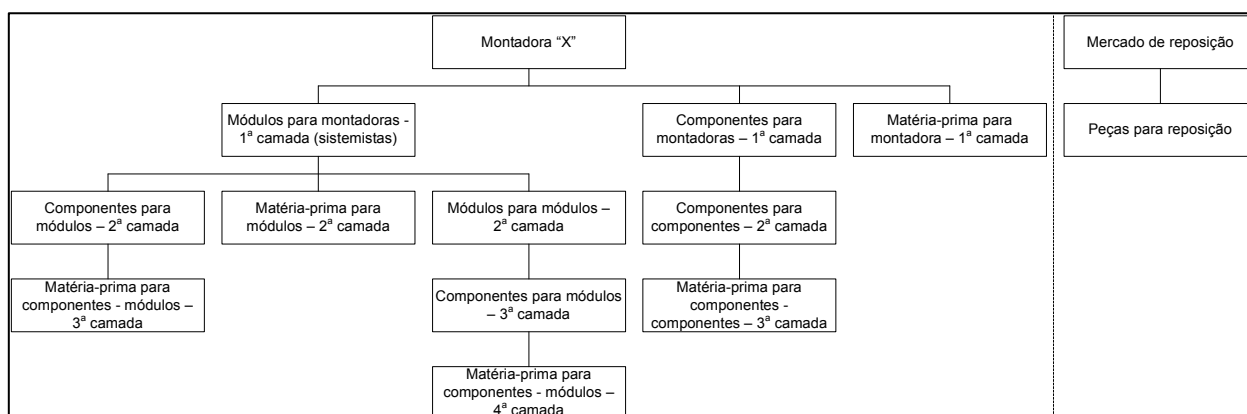 Montadora “X”
Mercado de reposição
Módulos para montadoras -
1ª camada (sistemistas)
Componentes para
montadoras – 1ª camada
Matéria-prima para
montadora – 1ª camada
Peças para reposição
Componentes para
módulos – 2ª camada
Matéria-prima para
módulos – 2ª camada
Módulos para módulos –
2ª camada
Componentes para
componentes – 2ª camada
Matéria-prima para
componentes - módulos –
3ª camada
Componentes para módulos
– 3ª camada
Matéria-prima para
componentes -
componentes – 3ª camada
Matéria-prima para
componentes - módulos –
4ª camada